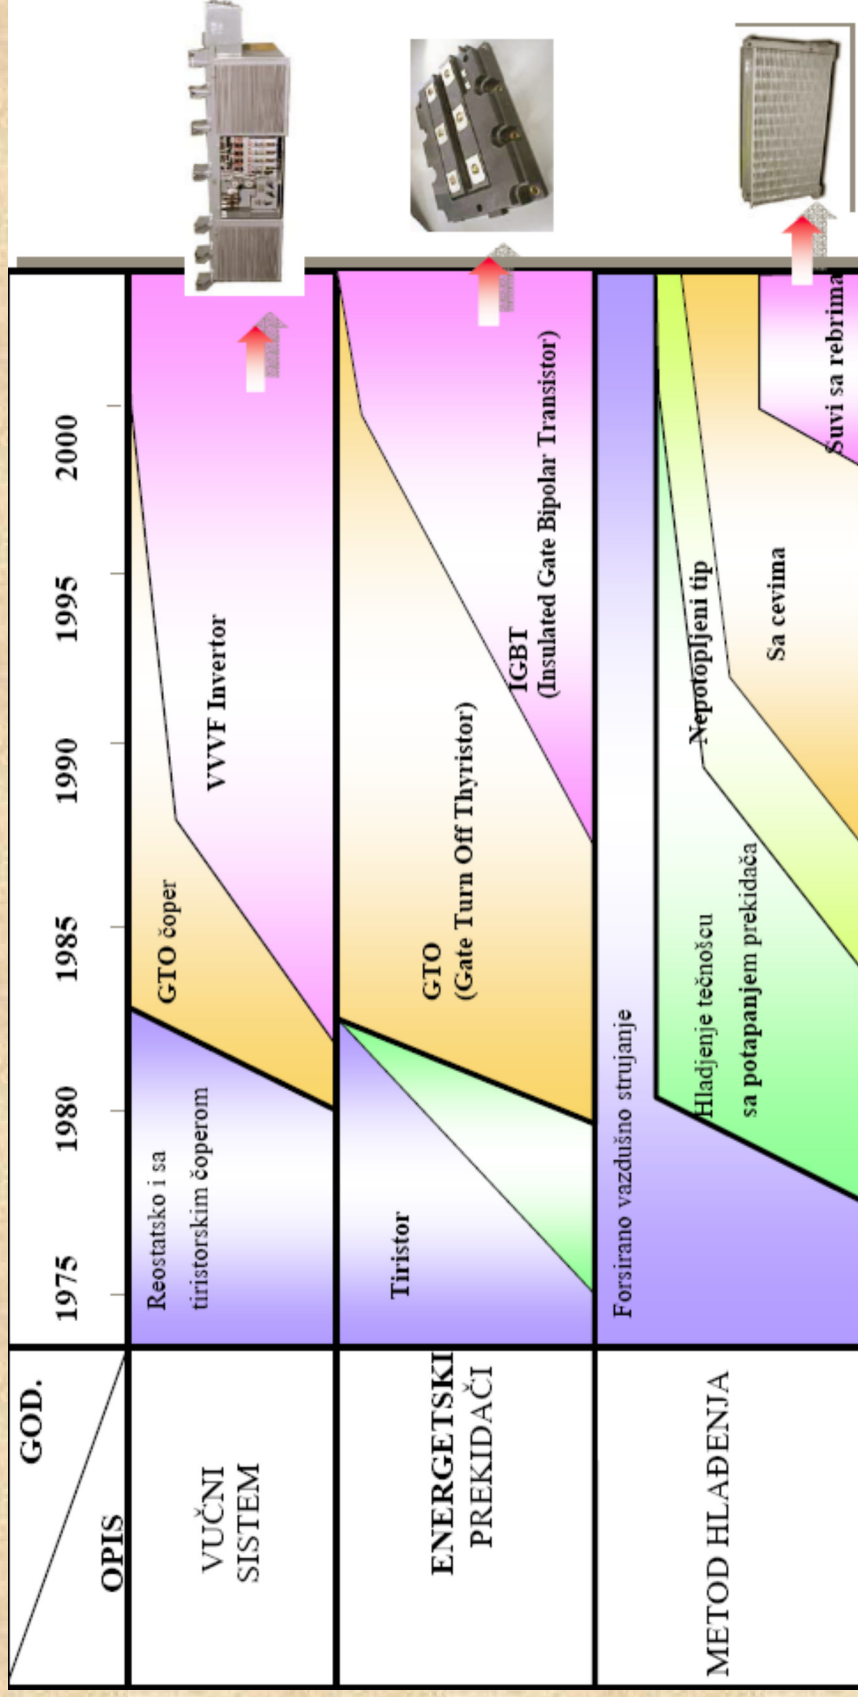 GOD.
OPIS
1975
1980
1985
1990
1995
2000
VUČNI
SISTEM
Reostatsko i sa
tiristorskim čoperom
GTO čoper
VVVF Invertor
ENERGETSKI
PREKIDAČI
Tiristor
GTO
(Gate Turn Off Thyristor)
IGBT
(Insulated Gate Bipolar Transistor)
METOD HLAĐENJA
Forsirano vazdušno strujanje
Hladjenje tečnošcu
sa potapanjem prekidača
Nepotopljeni tip
Sa cevima
Suvi sa rebrima